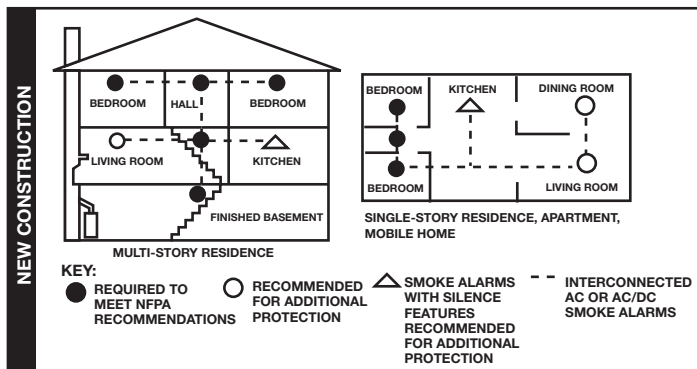 NEW CONSTRUCTION
BEDROOM
HALL
BEDROOM
LIVING ROOM
KITCHEN
FINISHED BASEMENT
MULTI-STORY RESIDENCE
BEDROOM
KITCHEN
DINING ROOM
BEDROOM
LIVING ROOM
SINGLE-STORY RESIDENCE, APARTMENT,
MOBILE HOME
KEY:
REQUIRED TO
MEET NFPA
RECOMMENDATIONS
RECOMMENDED
FOR ADDITIONAL
PROTECTION
SMOKE ALARMS
WITH SILENCE
FEATURES
RECOMMENDED
FOR ADDITIONAL
PROTECTION
INTERCONNECTED
AC OR AC/DC
SMOKE ALARMS